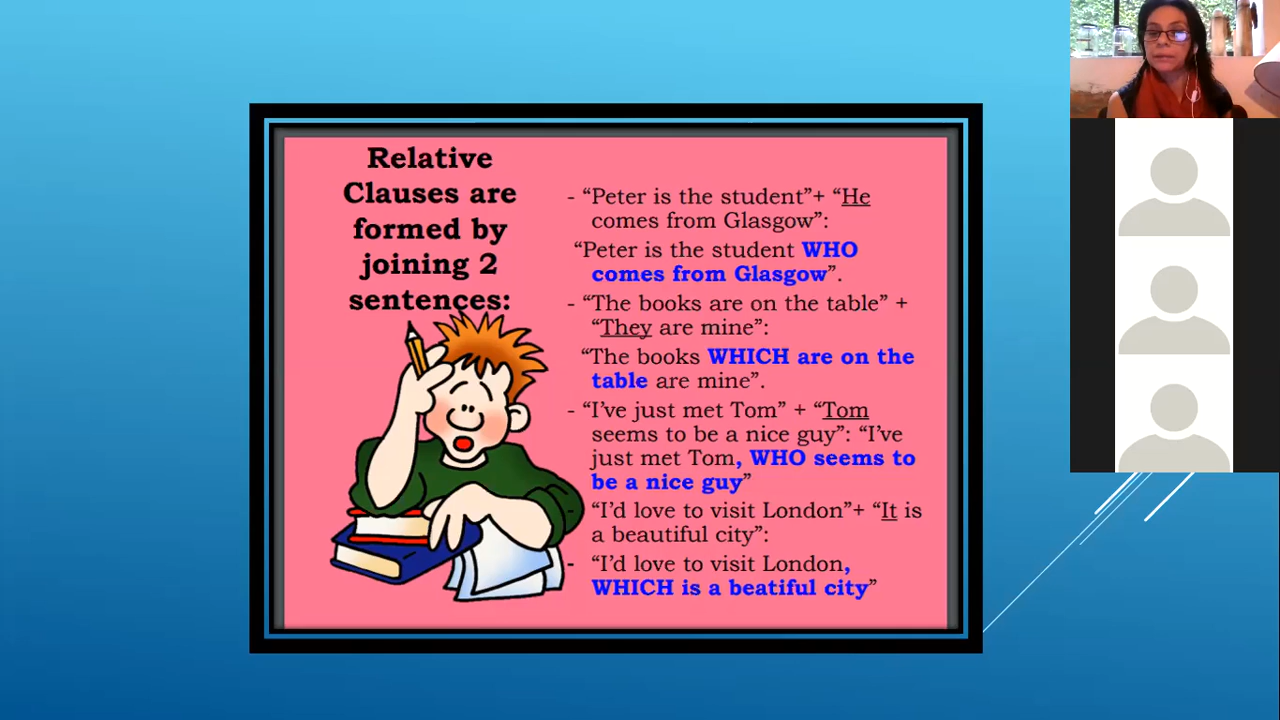 Relative
Clauses are
formed by
joining 2
sentences:
- “Peter is the student”+ “He
comes from Glasgow”:
“Peter is the student WHO
comes from Glasgow”.
- “The books are on the table” +
“They are mine”:
“The books WHICH are on the
table are mine”.
- “I’ve just met Tom” + “Tom
seems to be a nice guy”: “I’ve
just met Tom, WHO seems to
be a nice guy”
- “I’d love to visit London”+ “It is
a beautiful city”:
- “I’d love to visit London,
WHICH is a beatiful city”